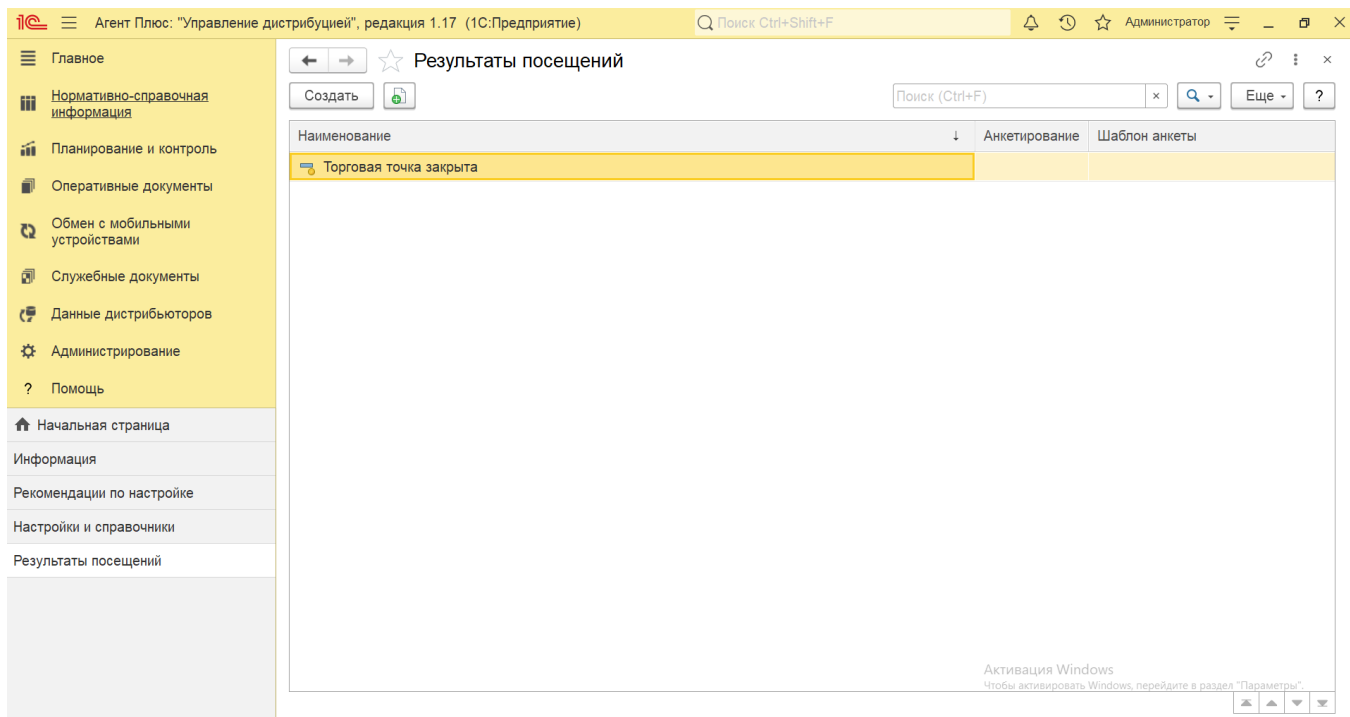 1С Агент Плюс: "Управление дистрибуцией", редакция 1.17 (1С:Предприятие) Поиск Ctrl+Shift+F Администратор
Главное
Нормативно-справочная
информация
Планирование и контроль
Оперативные документы
Обмен с мобильными
устройствами
Служебные документы
Данные дистрибьюторов
Администрирование
? Помощь
Начальная страница
Информация
Рекомендации по настройке
Настройки и справочники
Результаты посещений
Результаты посещений
Создать Поиск (Ctrl+F) × Еще ?
Наименование ↓ Анкетирование Шаблон анкеты
Торговая точка закрыта
Активация Windows
Чтобы активировать Windows, перейдите в раздел "Параметры".